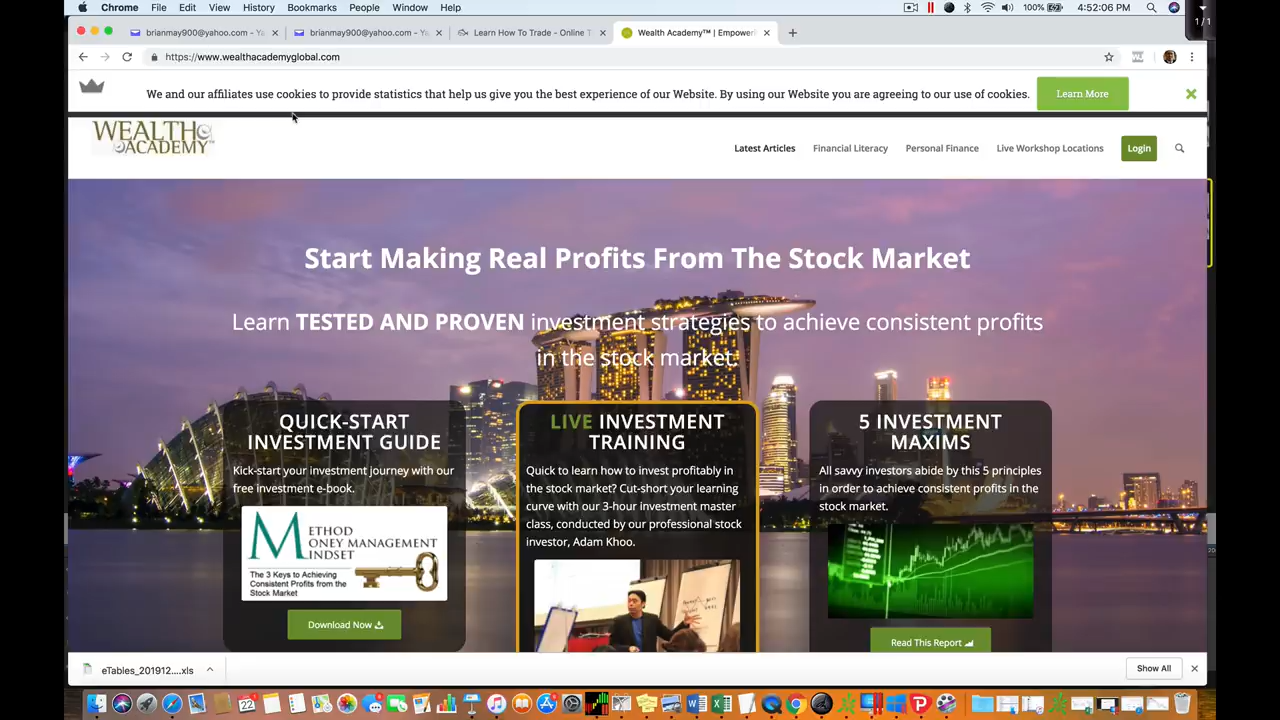 Chrome File Edit View History Bookmarks People Window Help
100% 4:52:06 PM
1 / 1
brianmay900@yahoo.com - Y
brianmay900@yahoo.com - Y
Learn How To Trade - Online T
Wealth Academy™ | Empower
https://www.wealthacademyglobal.com
We and our affiliates use cookies to provide statistics that help us give you the best experience of our Website. By using our Website you are agreeing to our use of cookies.
Learn More
WEALTH
ACADEMY
Latest Articles Financial Literacy Personal Finance Live Workshop Locations Login
Start Making Real Profits From The Stock Market
Learn TESTED AND PROVEN investment strategies to achieve consistent profits
in the stock market.
QUICK-START
INVESTMENT GUIDE
Kick-start your investment journey with our
free investment e-book.
METHOD
MONEY MANAGEMENT
MINDSET
The 3 Keys to Achieving
Consistent Profits from the
Stock Market
Download Now
LIVE INVESTMENT
TRAINING
Quick to learn how to invest profitably in
the stock market? Cut-short your learning
curve with our 3-hour investment master
class, conducted by our professional stock
investor, Adam Khoo.
5 INVESTMENT
MAXIMS
All savvy investors abide by this 5 principles
in order to achieve consistent profits in the
stock market.
Read This Report
eTables_201912....xls
Show All